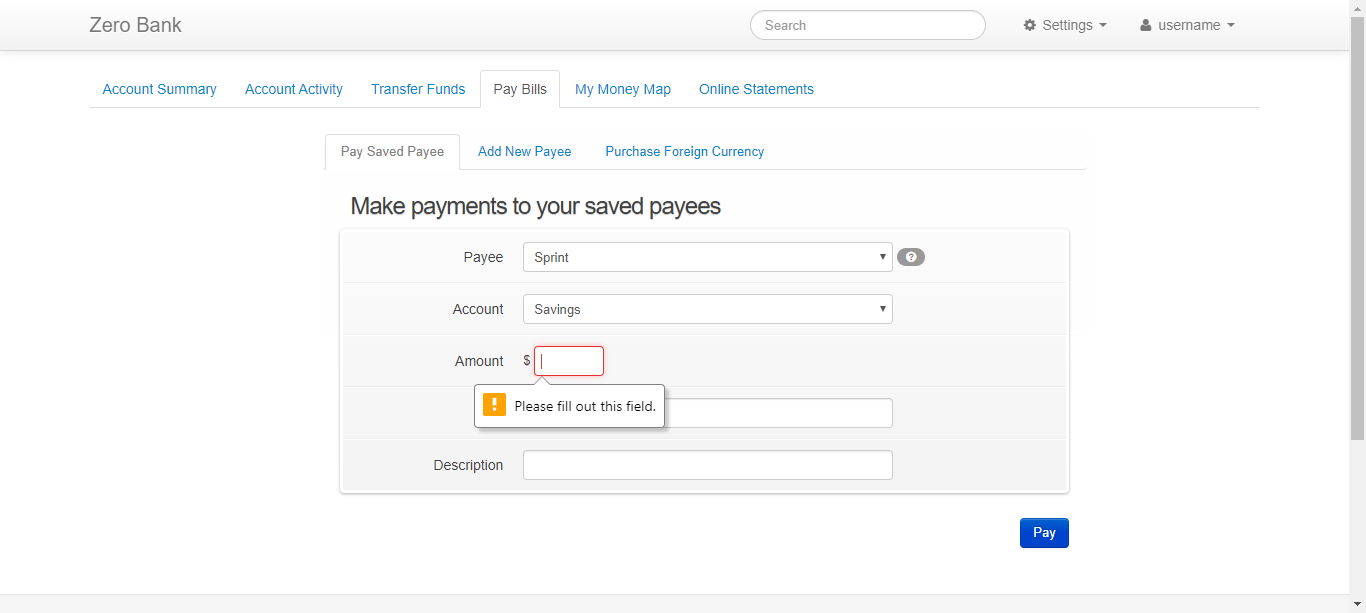 Zero Bank
Search
Settings
username
Account Summary
Account Activity
Transfer Funds
Pay Bills
My Money Map
Online Statements
Pay Saved Payee
Add New Payee
Purchase Foreign Currency
Make payments to your saved payees
Payee
Sprint
?
Account
Savings
Amount
$
! Please fill out this field.
Description
Pay